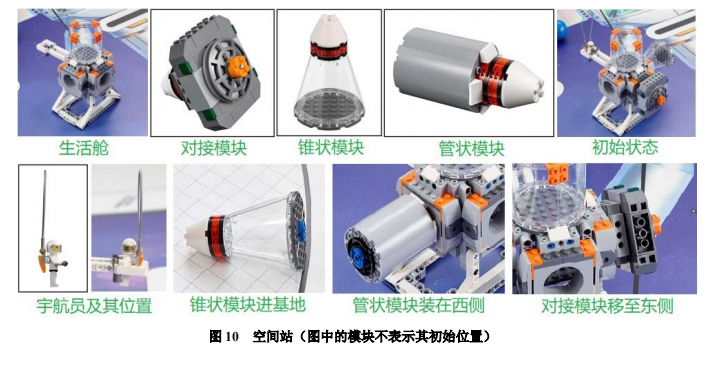 生活舱
对接模块
锥状模块
管状模块
初始状态
宇航员及其位置
锥状模块进基地
管状模块装在西侧
对接模块移至东侧
图 10 空间站（图中的模块不表示其初始位置）